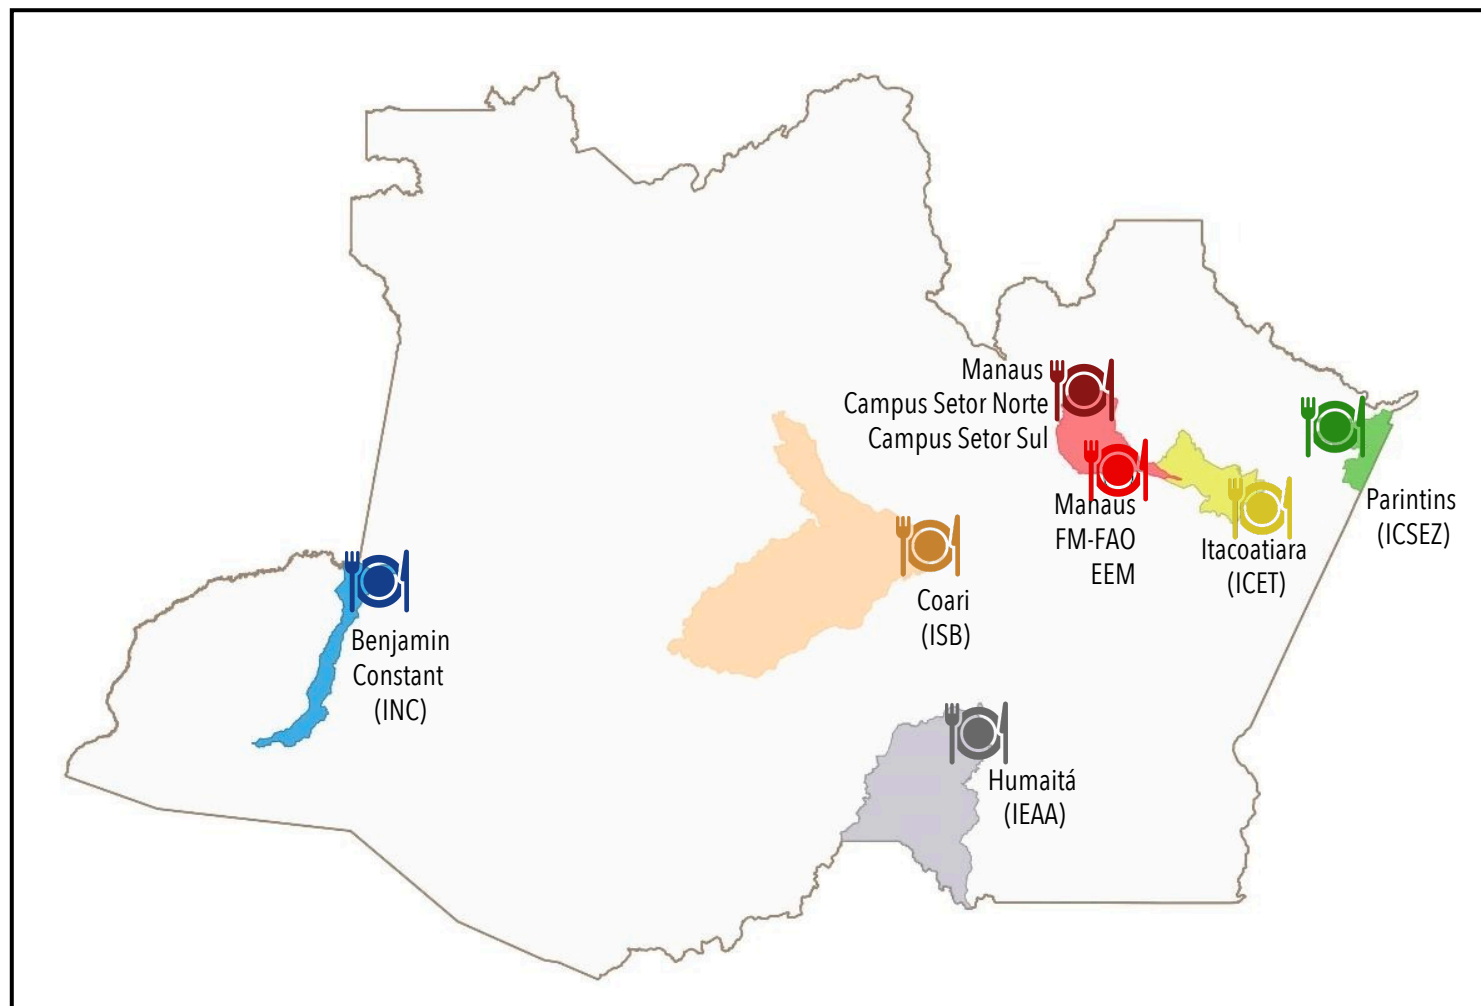 Manaus
Campus Setor Norte
Campus Setor Sul
Manaus
FM-FAO
EEM
Itacoatiara
(ICET)
Parintins
(ICSEZ)
Coari
(ISB)
Benjamin
Constant
(INC)
Humaitá
(IEAA)